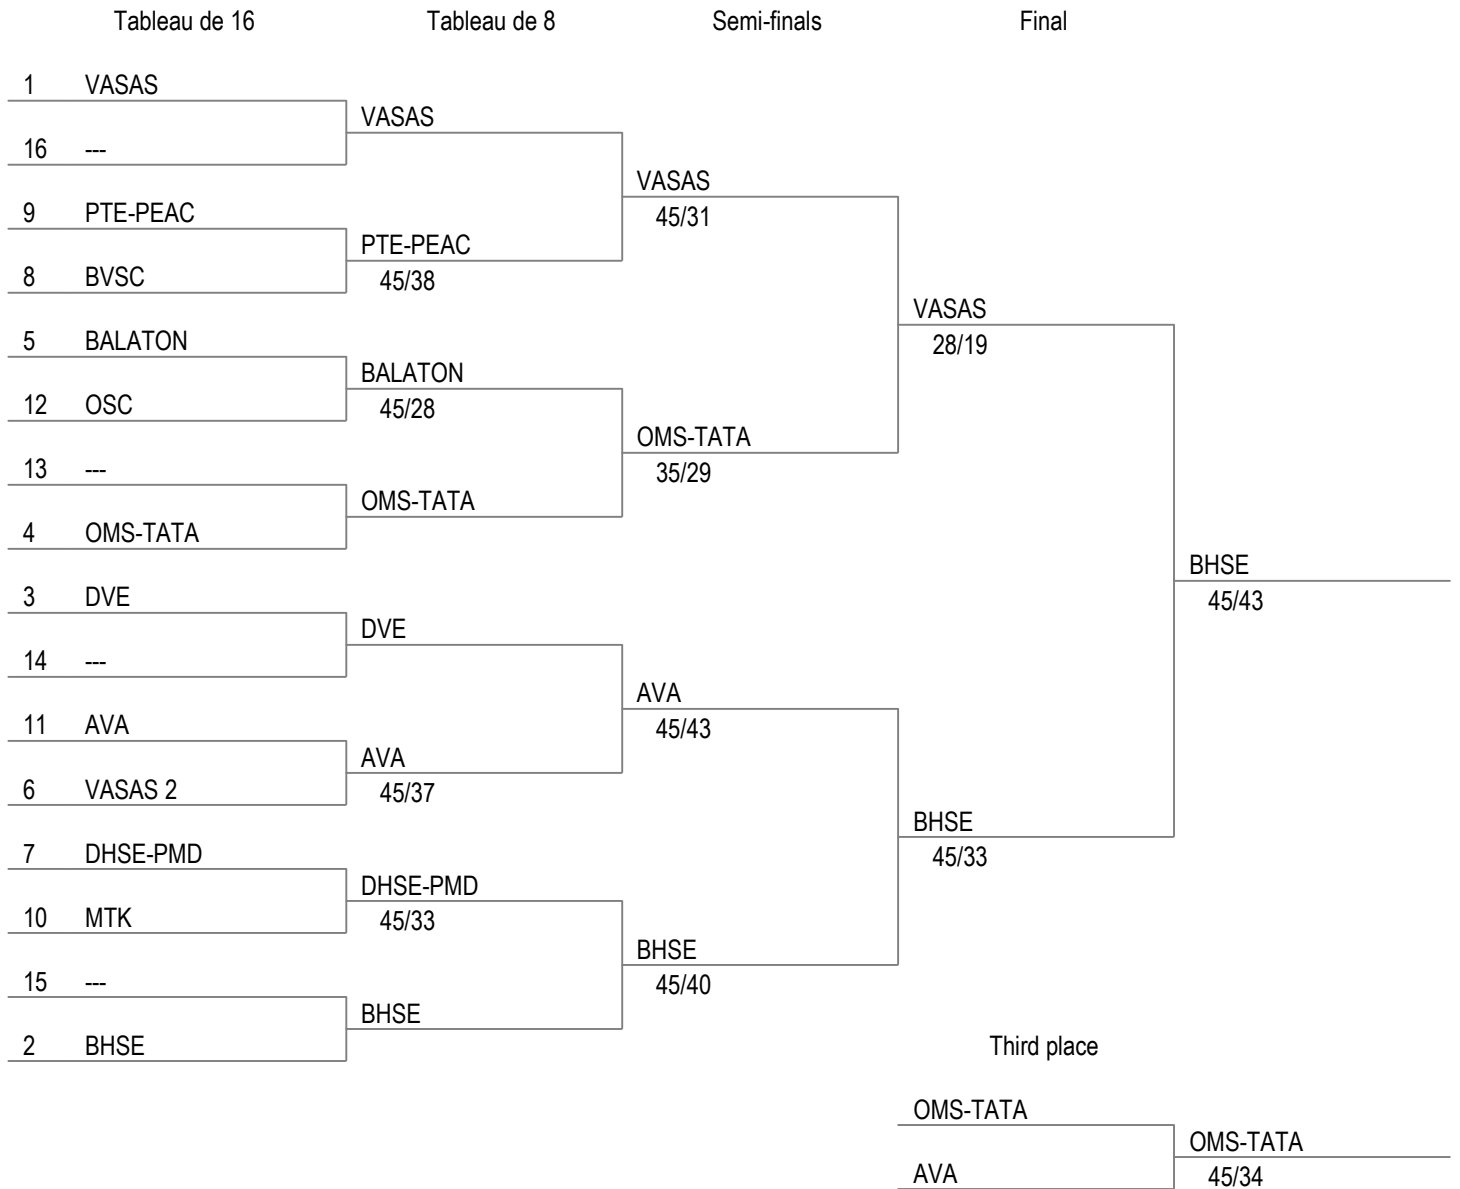 Tableau de 16 Tableau de 8 Semi-finals Final
1 VASAS
VASAS
16 ---
VASAS
45/31
9 PTE-PEAC
PTE-PEAC
45/38
8 BVSC
VASAS
28/19
5 BALATON
BALATON
45/28
12 OSC
OMS-TATA
35/29
13 ---
OMS-TATA
4 OMS-TATA
BHSE
45/43
3 DVE
DVE
14 ---
AVA
45/43
11 AVA
AVA
45/37
6 VASAS 2
BHSE
45/33
7 DHSE-PMD
DHSE-PMD
45/33
10 MTK
BHSE
45/40
15 ---
BHSE
2 BHSE
Third place
OMS-TATA
OMS-TATA
45/34
AVA